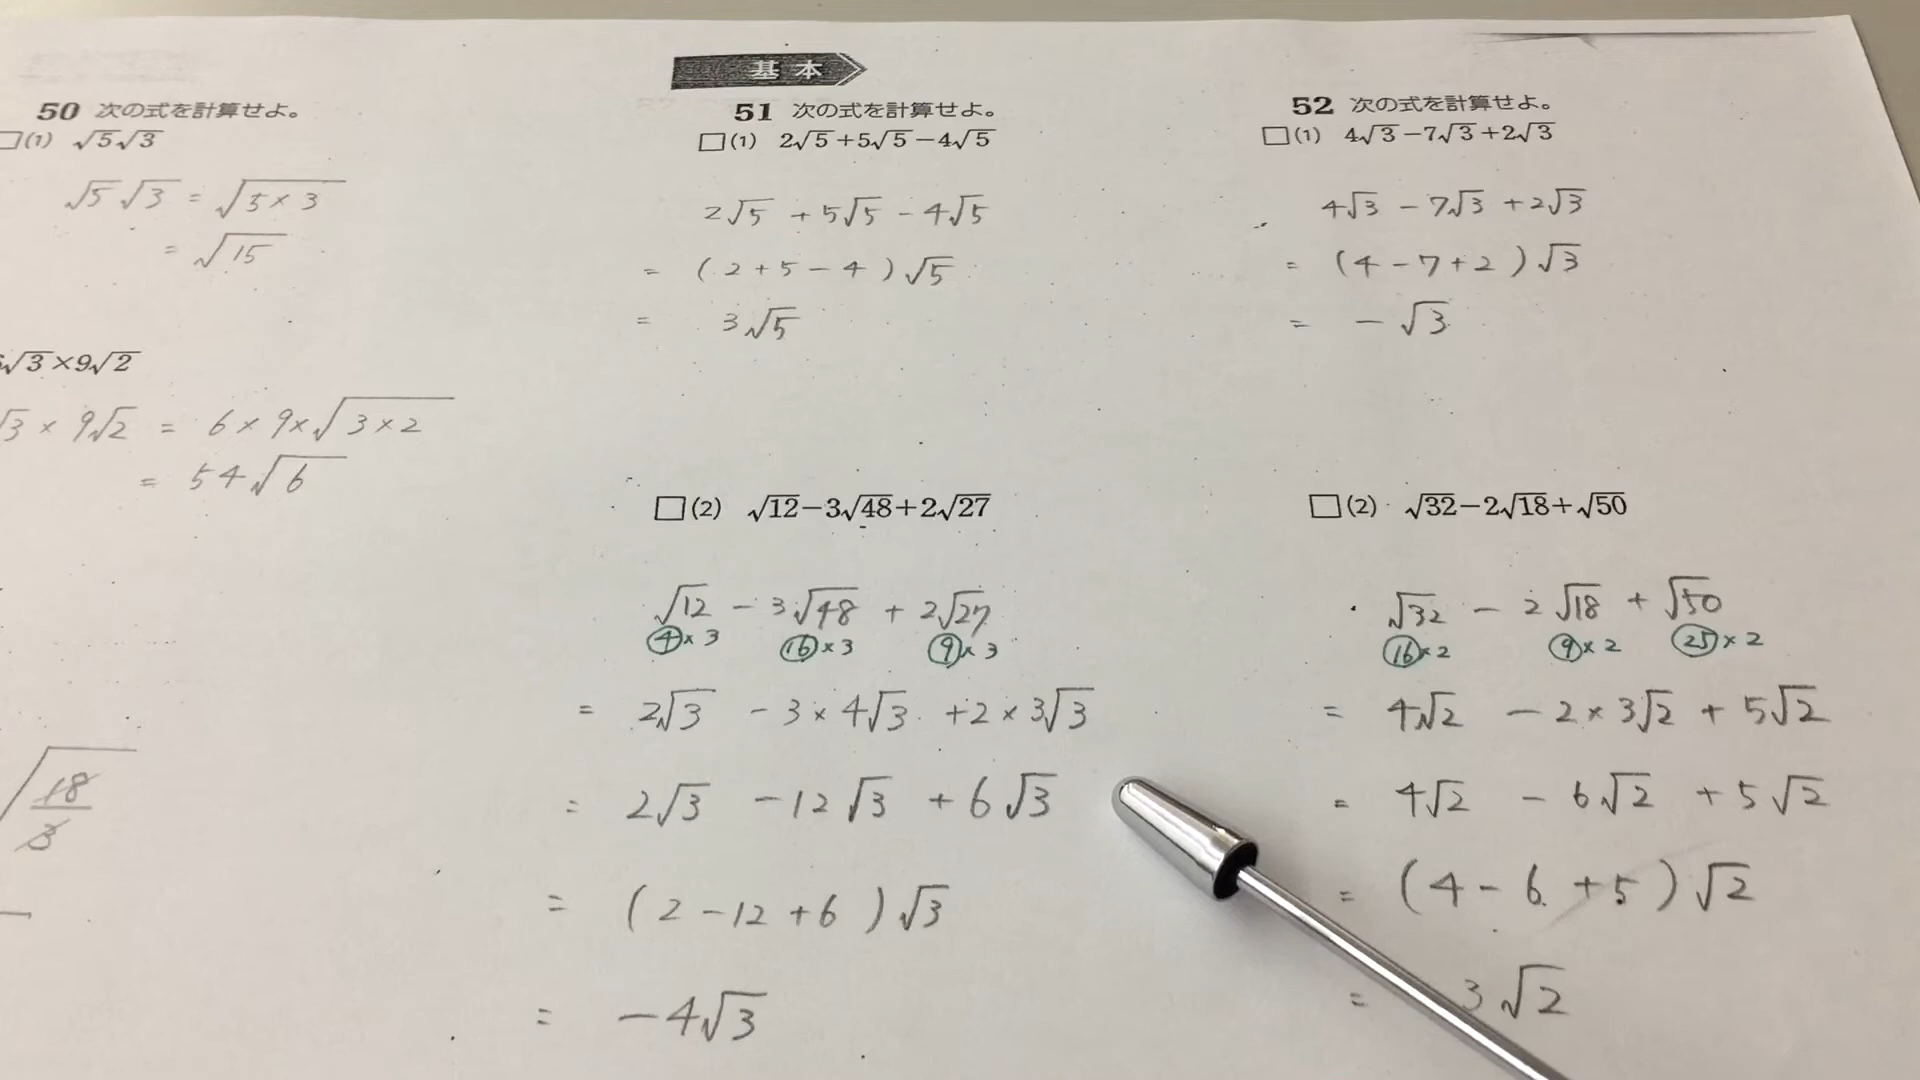 基本
50 次の式を計算せよ。
□(1) √5√3
√5 √3 = √5×3
= √15
√3×9√2
√3 × 9√2 = 6×9×√3×2
= 54√6
√18/3
51 次の式を計算せよ。
□(1) 2√5+5√5−4√5
2√5 + 5√5 − 4√5
= (2+5−4)√5
= 3√5
□(2) √12−3√48+2√27
√12 − 3√48 + 2√27
4×3 16×3 9×3
= 2√3 − 3×4√3 + 2×3√3
= 2√3 − 12√3 + 6√3
= (2−12+6)√3
= −4√3
52 次の式を計算せよ。
□(1) 4√3−7√3+2√3
4√3 − 7√3 + 2√3
= (4−7+2)√3
= −√3
□(2) √32−2√18+√50
√32 − 2√18 + √50
16×2 9×2 25×2
= 4√2 − 2×3√2 + 5√2
= 4√2 − 6√2 + 5√2
= (4−6+5)√2
= 3√2